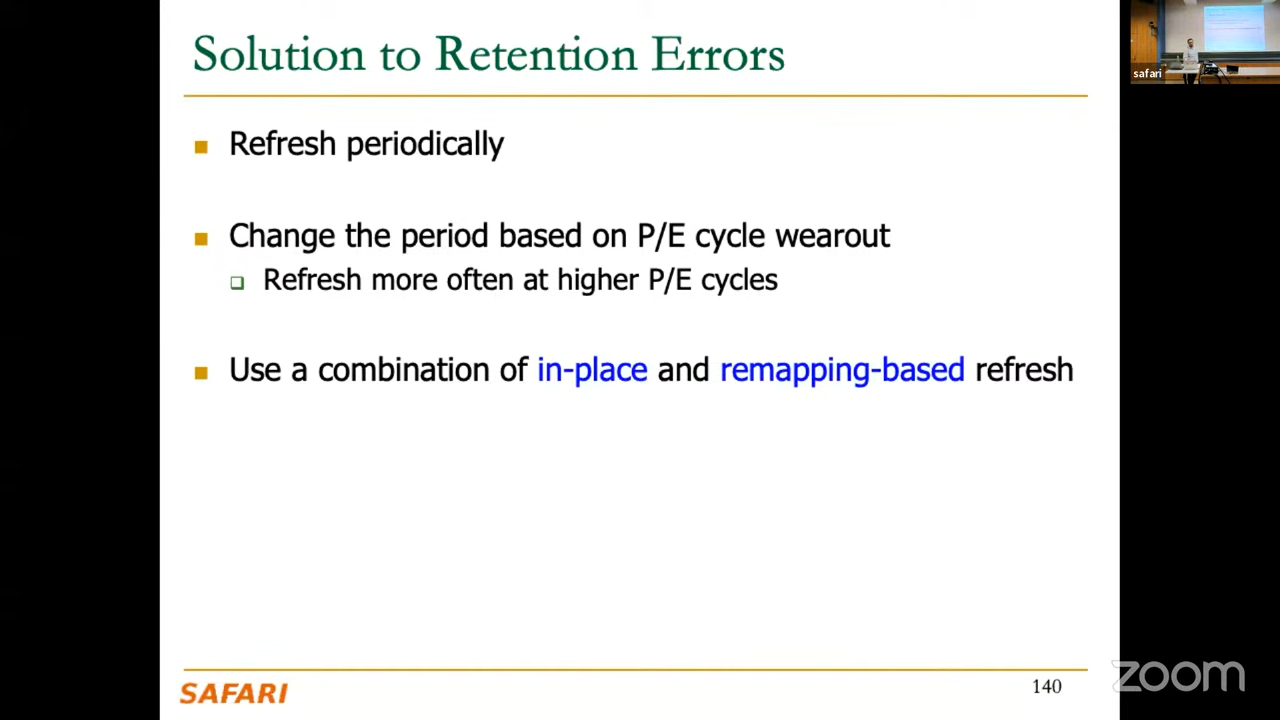 Solution to Retention Errors
Refresh periodically
Change the period based on P/E cycle wearout
Refresh more often at higher P/E cycles
Use a combination of in-place and remapping-based refresh
SAFARI
140
safari
zoom